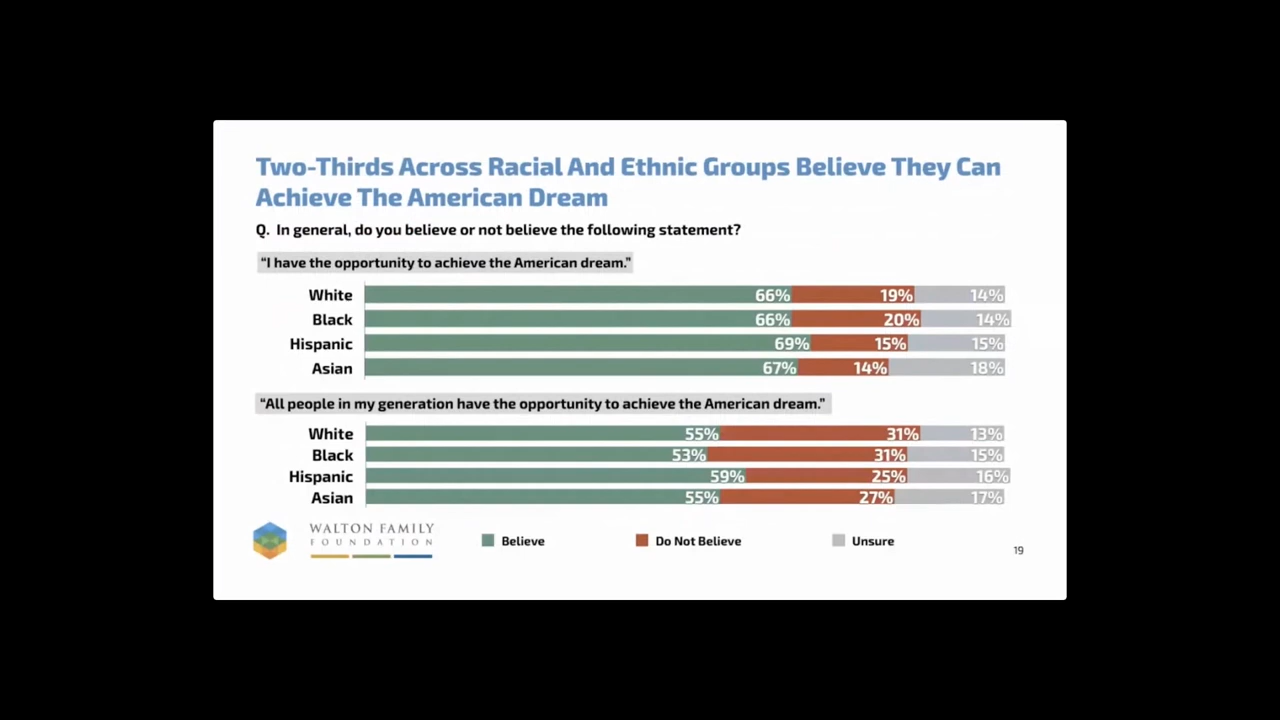 Two-Thirds Across Racial And Ethnic Groups Believe They Can
Achieve The American Dream
Q. In general, do you believe or not believe the following statement?
“I have the opportunity to achieve the American dream.”
White 66% 19% 14%
Black 66% 20% 14%
Hispanic 69% 15% 15%
Asian 67% 14% 18%
“All people in my generation have the opportunity to achieve the American dream.”
White 55% 31% 13%
Black 53% 31% 15%
Hispanic 59% 25% 16%
Asian 55% 27% 17%
WALTON FAMILY
FOUNDATION
Believe Do Not Believe Unsure
19